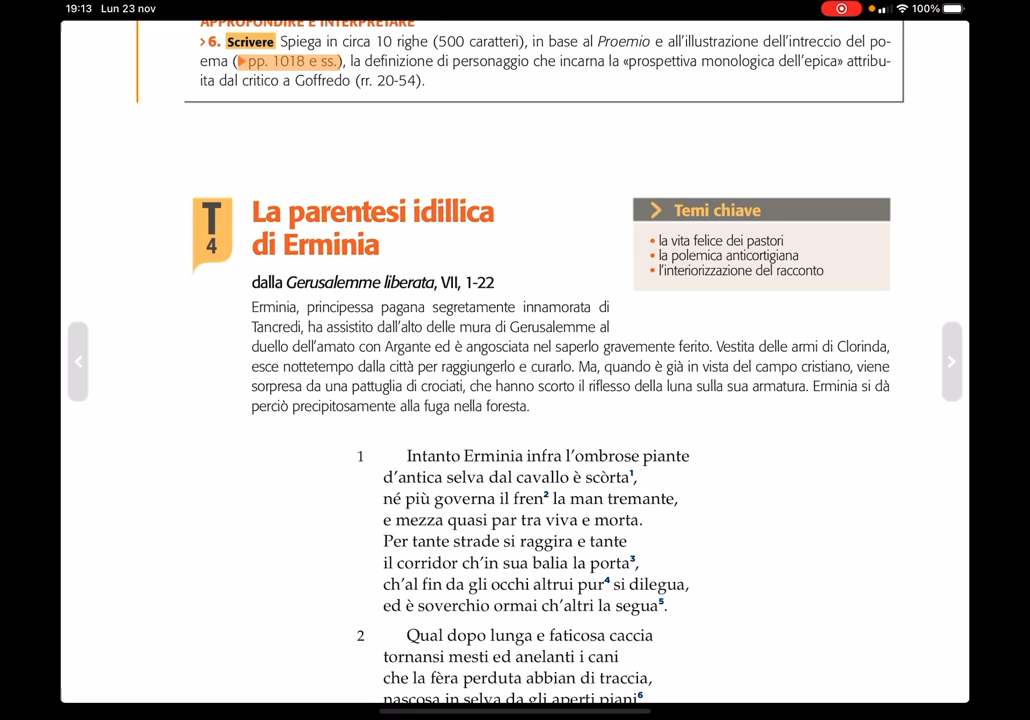 19:13 Lun 23 nov
100%
APPROFONDIRE E INTERPRETARE
>6. Scrivere Spiega in circa 10 righe (500 caratteri), in base al Proemio e all'illustrazione dell'intreccio del po-
ema (▶pp. 1018 e ss.), la definizione di personaggio che incarna la «prospettiva monologica dell'epica» attribu-
ita dal critico a Goffredo (rr. 20-54).
T
4
La parentesi idillica
di Erminia
dalla Gerusalemme liberata, VII, 1-22
> Temi chiave
• la vita felice dei pastori
• la polemica anticortigiana
• l'interiorizzazione del racconto
Erminia, principessa pagana segretamente innamorata di
Tancredi, ha assistito dall'alto delle mura di Gerusalemme al
duello dell'amato con Argante ed è angosciata nel saperlo gravemente ferito. Vestita delle armi di Clorinda,
esce nottetempo dalla città per raggiungerlo e curarlo. Ma, quando è già in vista del campo cristiano, viene
sorpresa da una pattuglia di crociati, che hanno scorto il riflesso della luna sulla sua armatura. Erminia si dà
perciò precipitosamente alla fuga nella foresta.
1 Intanto Erminia infra l'ombrose piante
d'antica selva dal cavallo è scòrta¹,
né più governa il fren² la man tremante,
e mezza quasi par tra viva e morta.
Per tante strade si raggira e tante
il corridor ch'in sua balia la porta³,
ch'al fin da gli occhi altrui pur⁴ si dilegua,
ed è soverchio ormai ch'altri la segua⁵.
2 Qual dopo lunga e faticosa caccia
tornansi mesti ed anelanti i cani
che la fèra perduta abbian di traccia,
nascosa in selva da gli aperti piani⁶